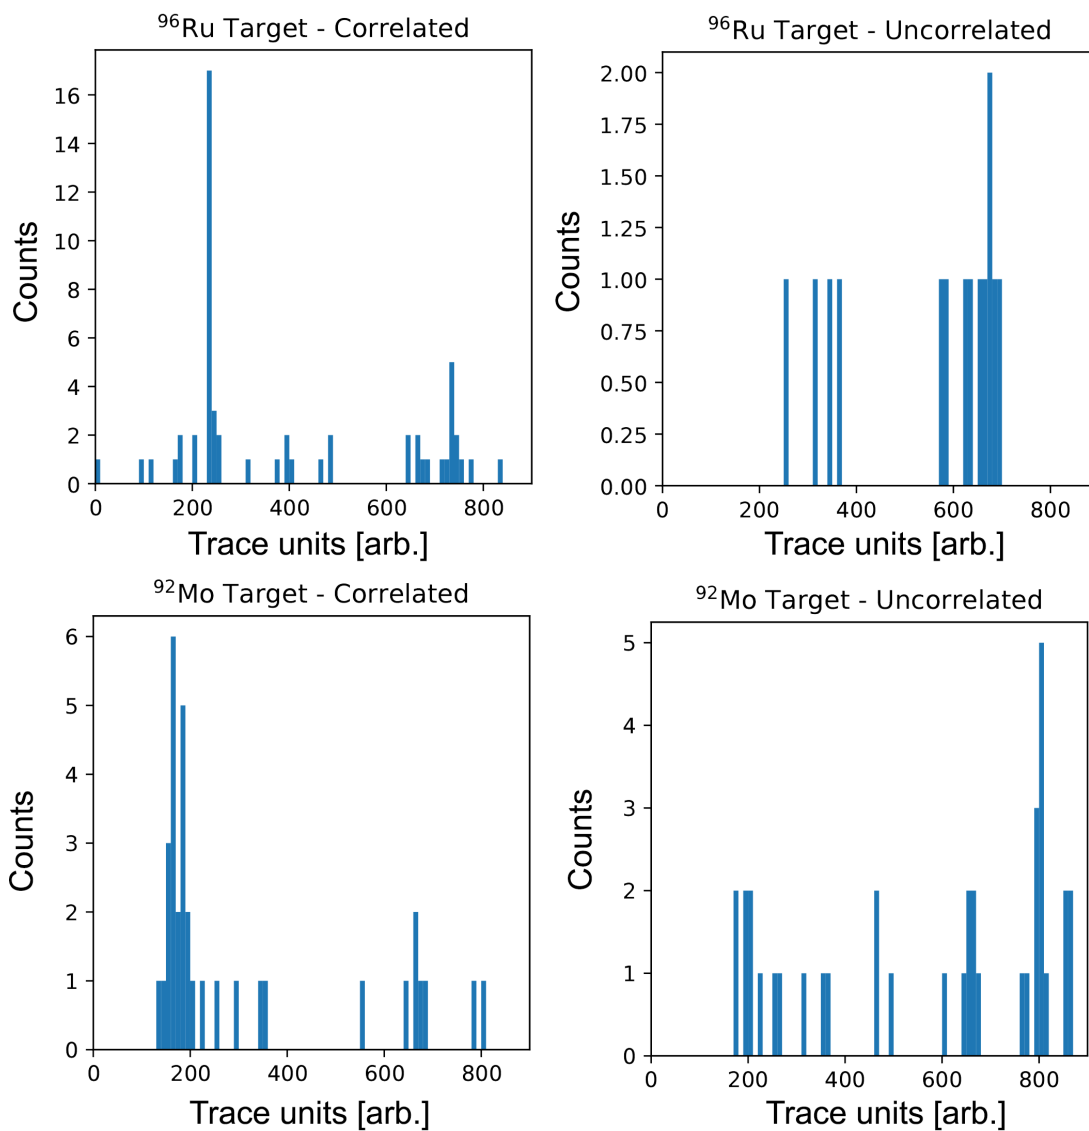 ⁹⁶Ru Target - Correlated
Counts
16
14
12
10
8
6
4
2
0
0 200 400 600 800
Trace units [arb.]
⁹⁶Ru Target - Uncorrelated
Counts
2.00
1.75
1.50
1.25
1.00
0.75
0.50
0.25
0.00
0 200 400 600 800
Trace units [arb.]
⁹²Mo Target - Correlated
Counts
6
5
4
3
2
1
0
0 200 400 600 800
Trace units [arb.]
⁹²Mo Target - Uncorrelated
Counts
5
4
3
2
1
0
0 200 400 600 800
Trace units [arb.]